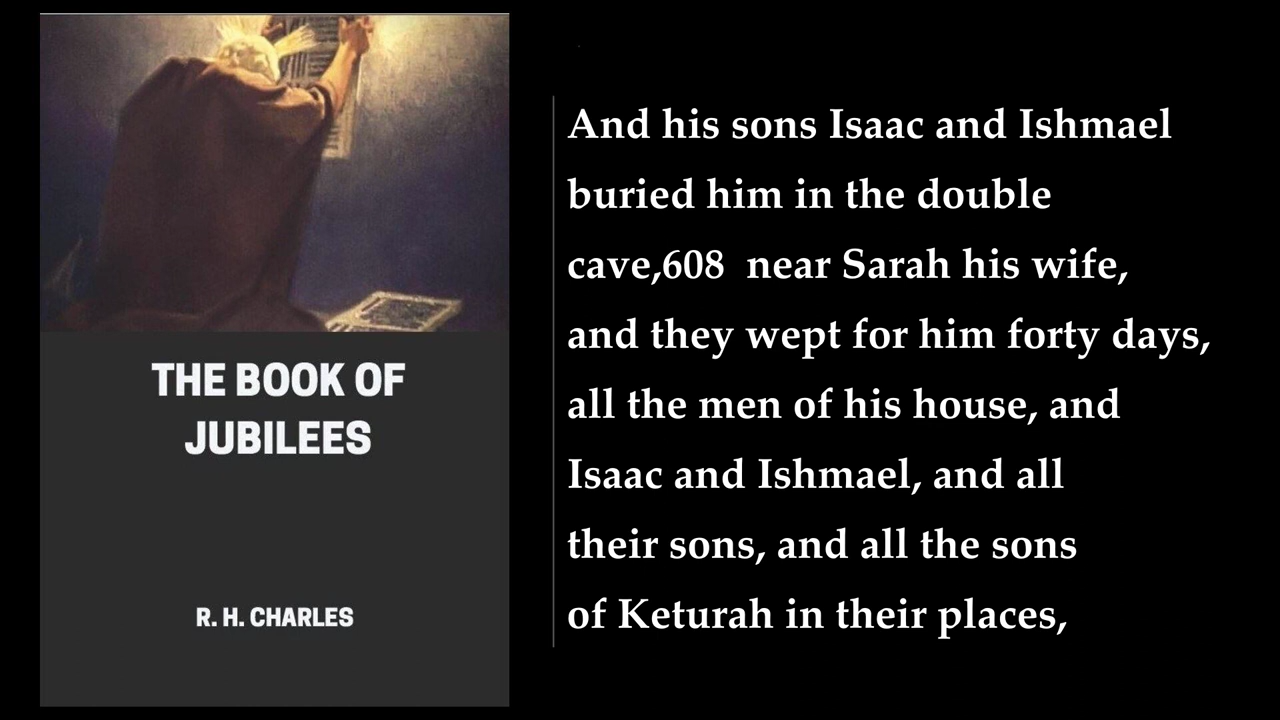 THE BOOK OF
JUBILEES
R. H. CHARLES
And his sons Isaac and Ishmael
buried him in the double
cave,608  near Sarah his wife,
and they wept for him forty days,
all the men of his house, and
Isaac and Ishmael, and all
their sons, and all the sons
of Keturah in their places,